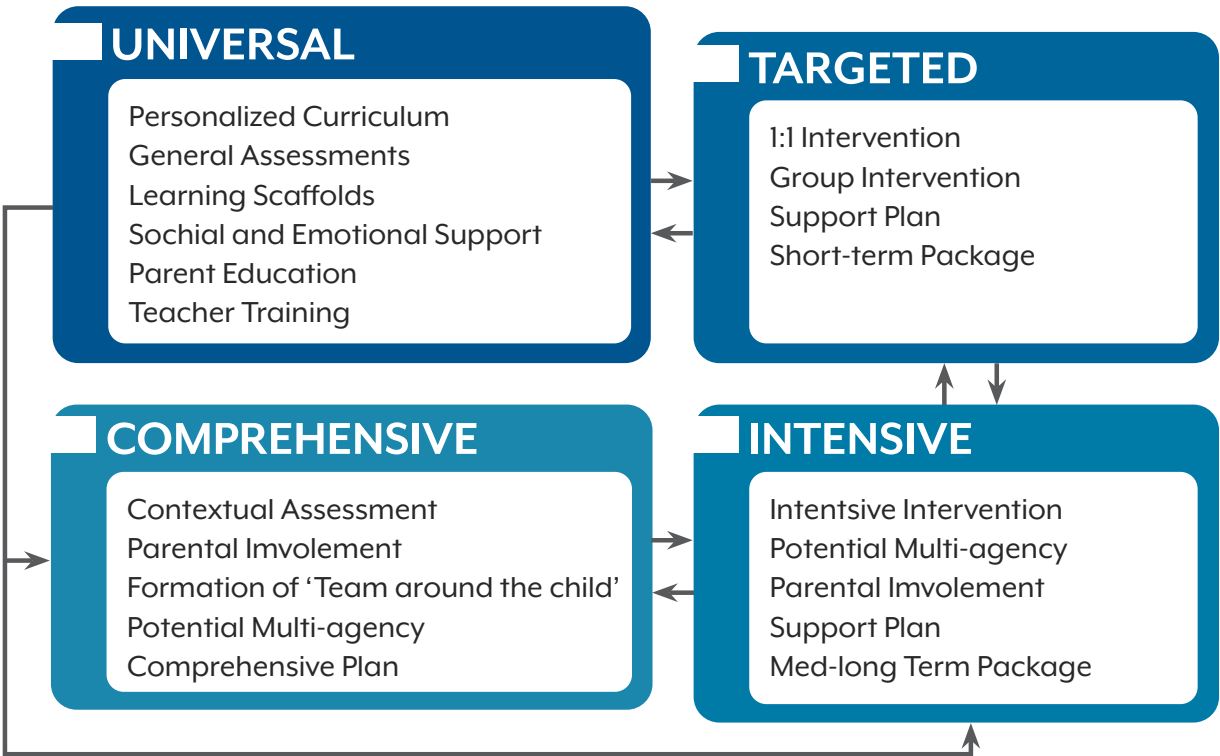 UNIVERSAL
Personalized Curriculum
General Assessments
Learning Scaffolds
Sochial and Emotional Support
Parent Education
Teacher Training
TARGETED
1:1 Intervention
Group Intervention
Support Plan
Short-term Package
COMPREHENSIVE
Contextual Assessment
Parental Imvolement
Formation of ‘Team around the child’
Potential Multi-agency
Comprehensive Plan
INTENSIVE
Intentsive Intervention
Potential Multi-agency
Parental Imvolement
Support Plan
Med-long Term Package